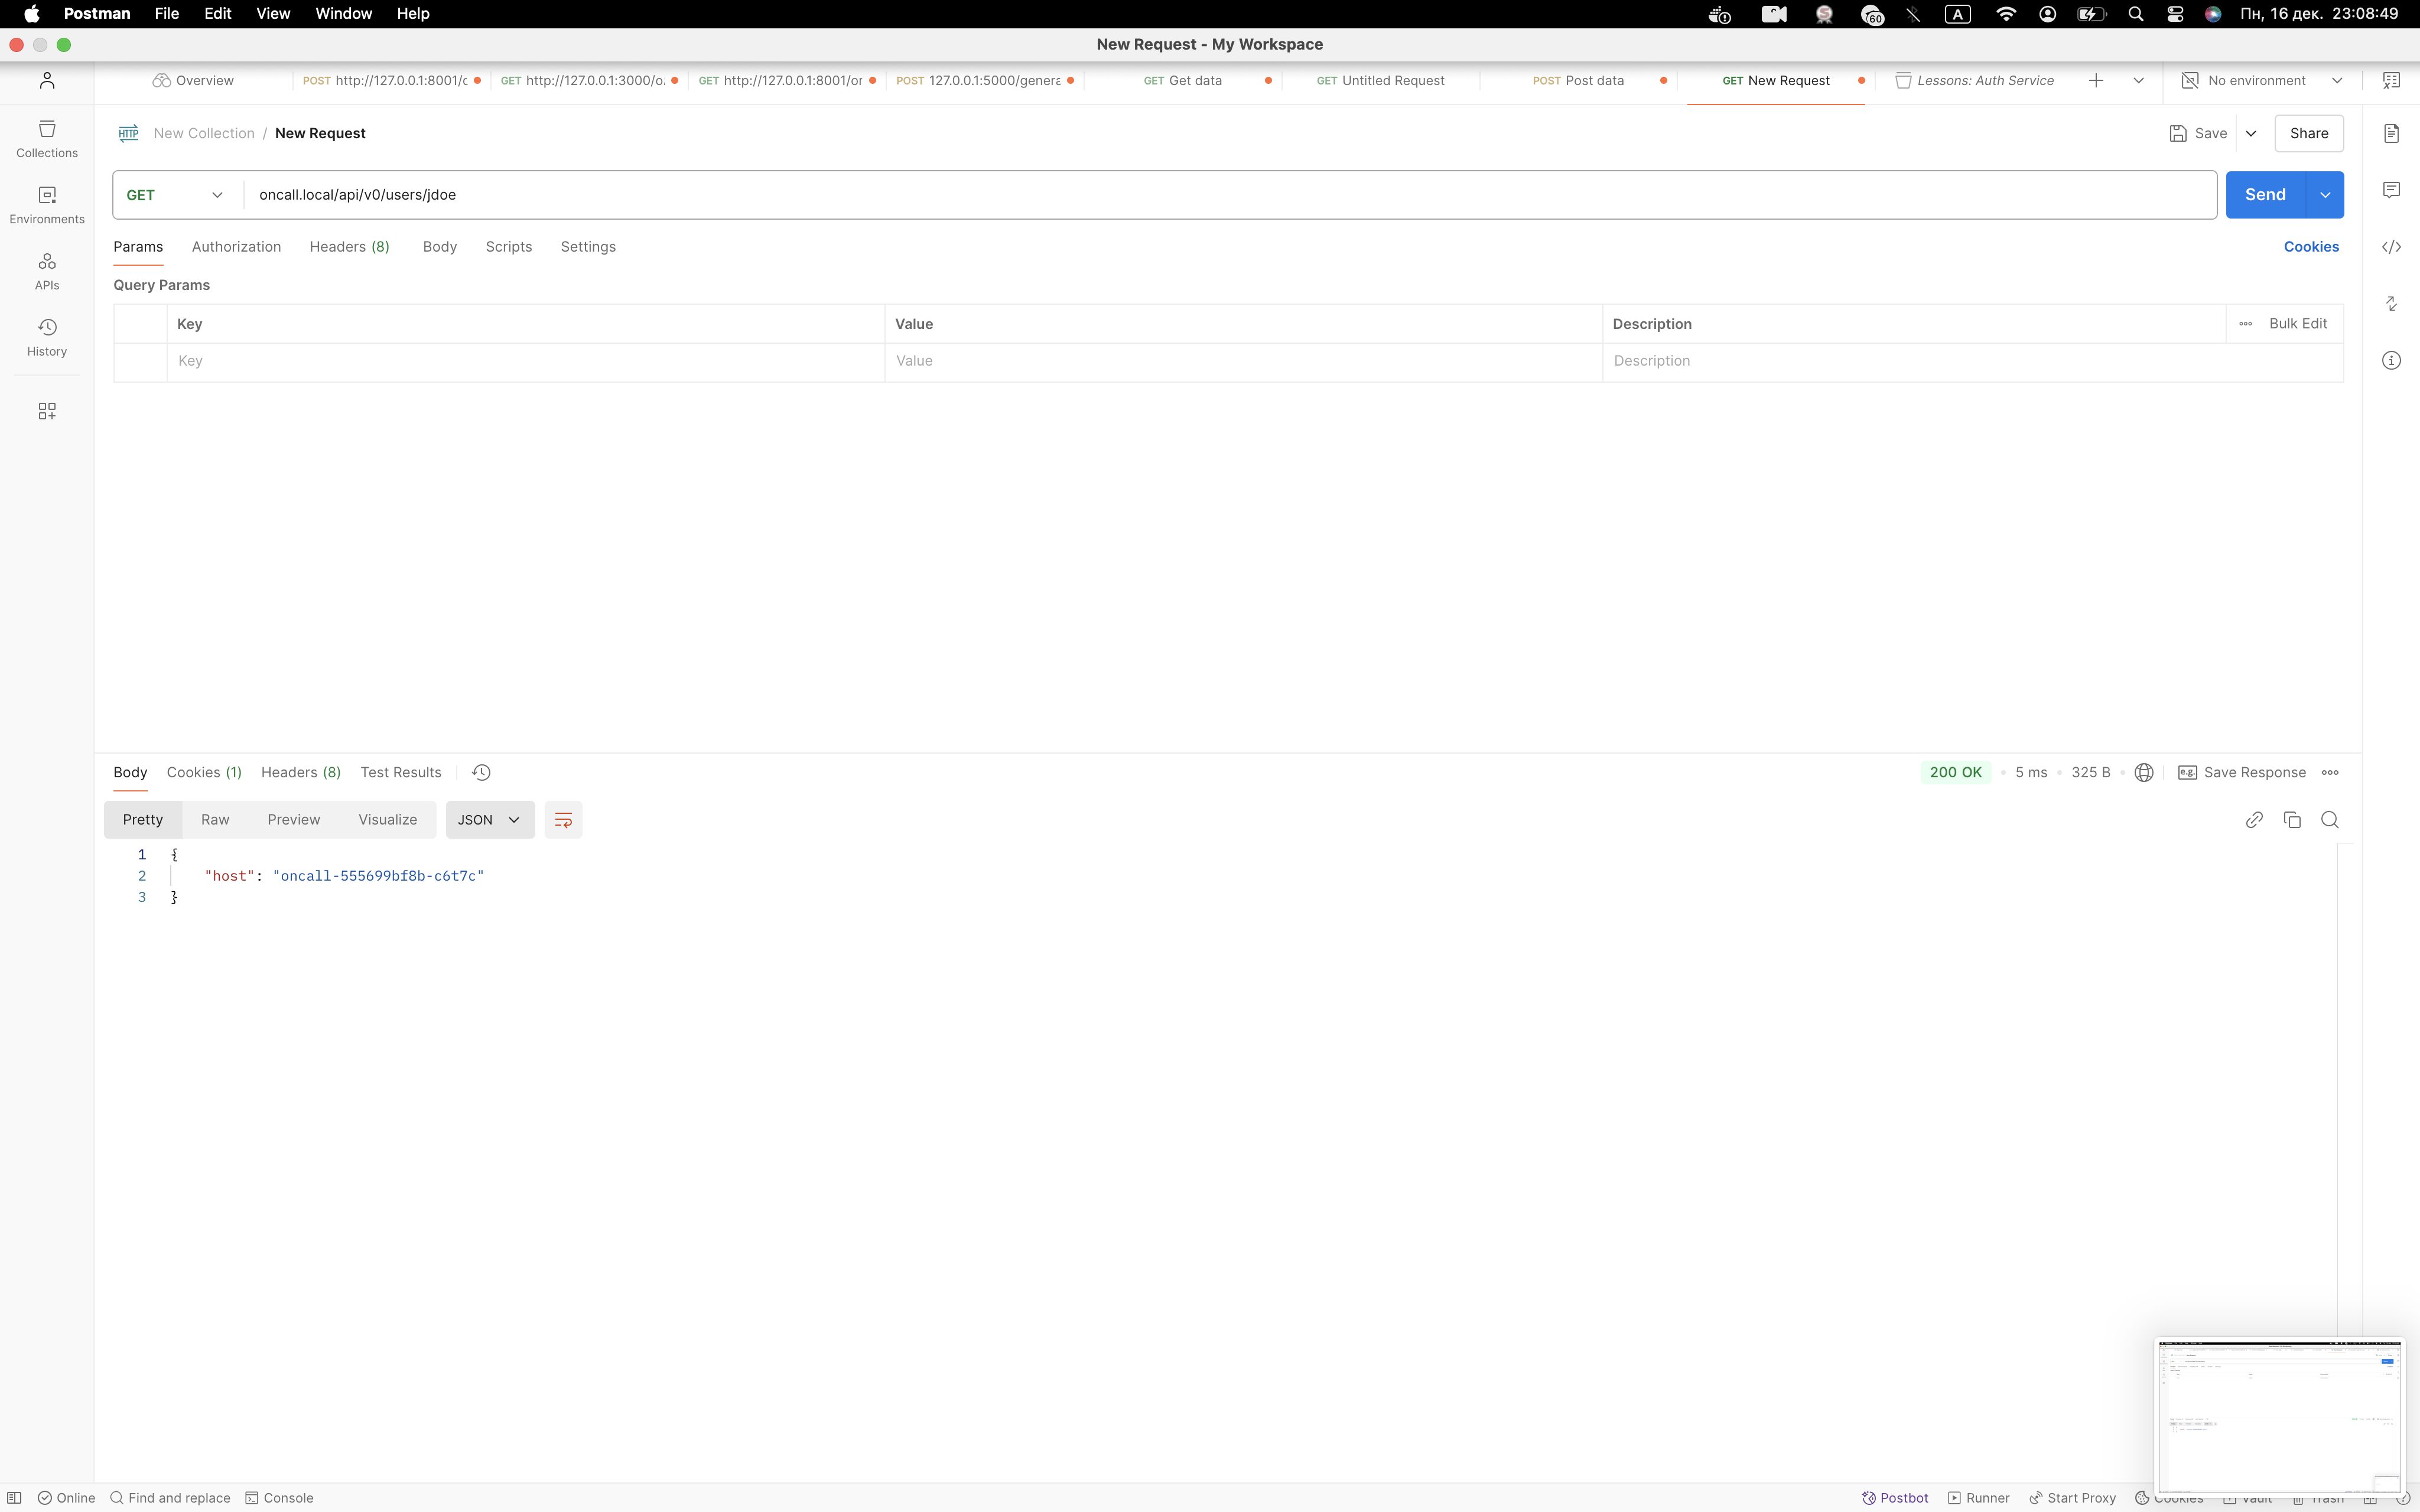 Postman File Edit View Window Help
60 A Пн, 16 дек. 23:08:49
New Request - My Workspace
Overview POST http://127.0.0.1:8001/c GET http://127.0.0.1:3000/o. GET http://127.0.0.1:8001/or POST 127.0.0.1:5000/genera GET Get data GET Untitled Request POST Post data GET New Request Lessons: Auth Service No environment
HTTP New Collection / New Request Save Share
Collections
Environments
APIs
History
GET oncall.local/api/v0/users/jdoe Send
Params Authorization Headers (8) Body Scripts Settings Cookies
Query Params
Key Value Description Bulk Edit
Key Value Description
Body Cookies (1) Headers (8) Test Results 200 OK 5 ms 325 B e.g. Save Response
Pretty Raw Preview Visualize JSON
1 {
2 "host": "oncall-555699bf8b-c6t7c"
3 }
Online Find and replace Console Postbot Runner Start Proxy Cookies Vault Trash